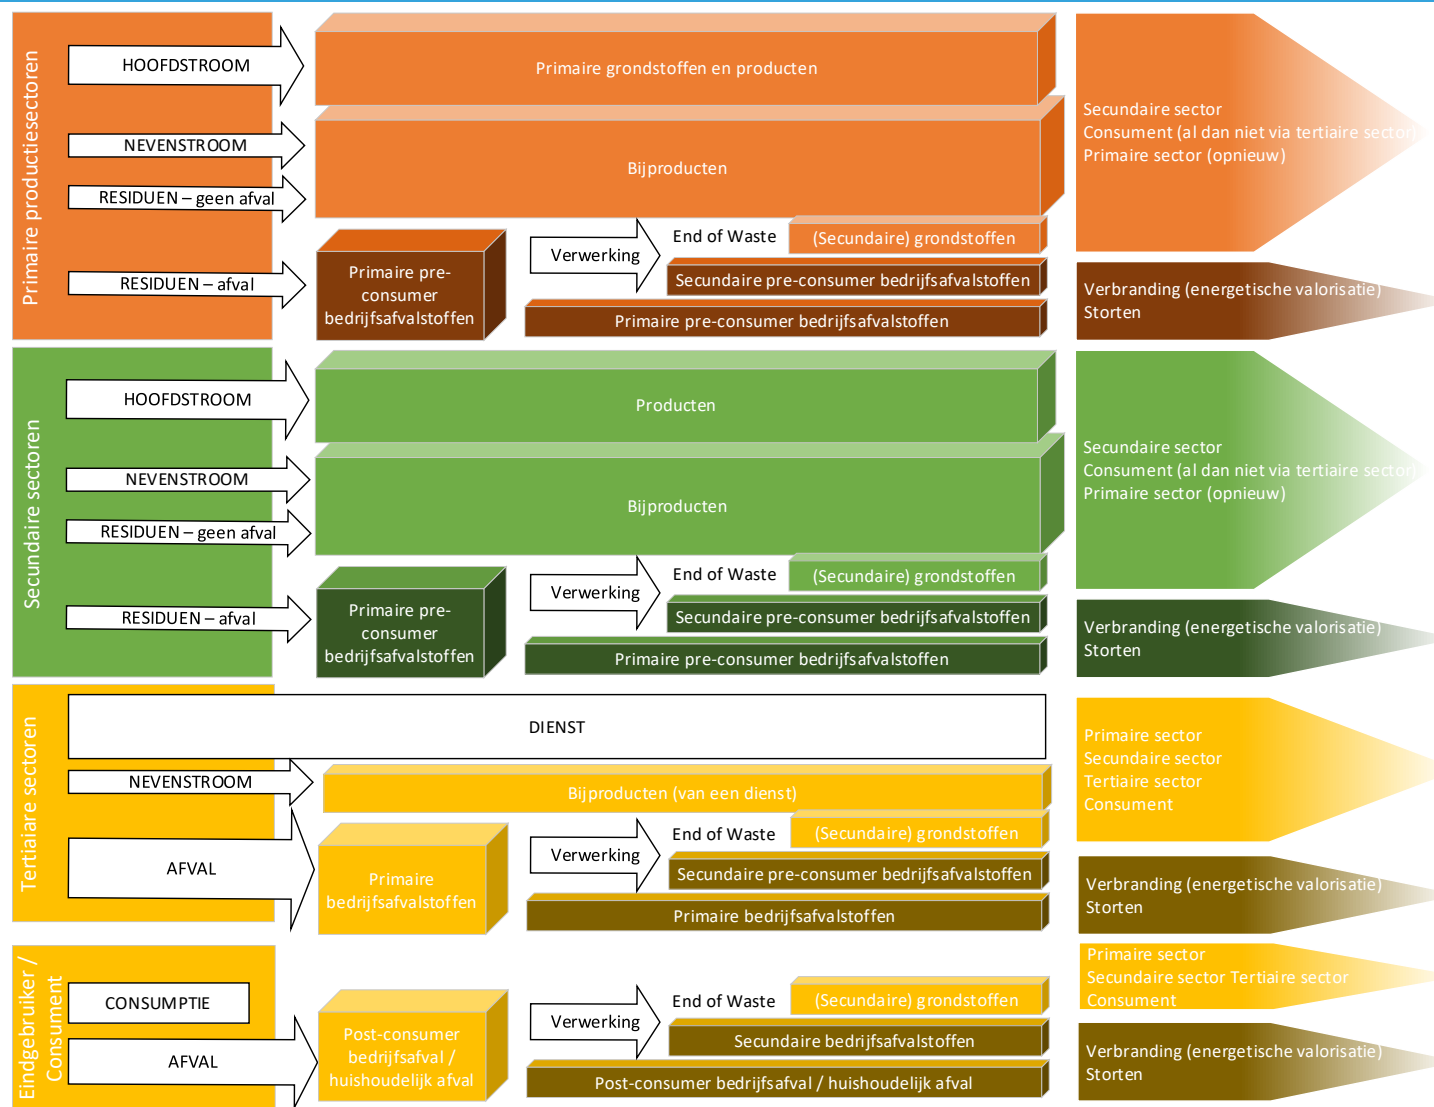 Primaire productiesectoren
HOOFDSTROOM
Primaire grondstoffen en producten
NEVENSTROOM
Bijproducten
RESIDUEN – geen afval
Secundaire sector
Consument (al dan niet via tertiaire sector)
Primaire sector (opnieuw)
RESIDUEN – afval
Primaire pre-
consumer
bedrijfsafvalstoffen
Verwerking
End of Waste
(Secundaire) grondstoffen
Secundaire pre-consumer bedrijfsafvalstoffen
Primaire pre-consumer bedrijfsafvalstoffen
Verbranding (energetische valorisatie)
Storten
Secundaire sectoren
HOOFDSTROOM
Producten
NEVENSTROOM
Bijproducten
RESIDUEN – geen afval
Secundaire sector
Consument (al dan niet via tertiaire sector)
Primaire sector (opnieuw)
RESIDUEN – afval
Primaire pre-
consumer
bedrijfsafvalstoffen
Verwerking
End of Waste
(Secundaire) grondstoffen
Secundaire pre-consumer bedrijfsafvalstoffen
Primaire pre-consumer bedrijfsafvalstoffen
Verbranding (energetische valorisatie)
Storten
Tertiaiare sectoren
DIENST
NEVENSTROOM
Bijproducten (van een dienst)
Primaire sector
Secundaire sector
Tertiaire sector
Consument
AFVAL
Primaire
bedrijfsafvalstoffen
Verwerking
End of Waste
(Secundaire) grondstoffen
Secundaire pre-consumer bedrijfsafvalstoffen
Primaire bedrijfsafvalstoffen
Verbranding (energetische valorisatie)
Storten
Eindgebruiker /
Consument
CONSUMPTIE
AFVAL
Post-consumer
bedrijfsafval /
huishoudelijk afval
Verwerking
End of Waste
(Secundaire) grondstoffen
Secundaire bedrijfsafvalstoffen
Post-consumer bedrijfsafval / huishoudelijk afval
Primaire sector
Secundaire sector Tertiaire sector
Consument
Verbranding (energetische valorisatie)
Storten